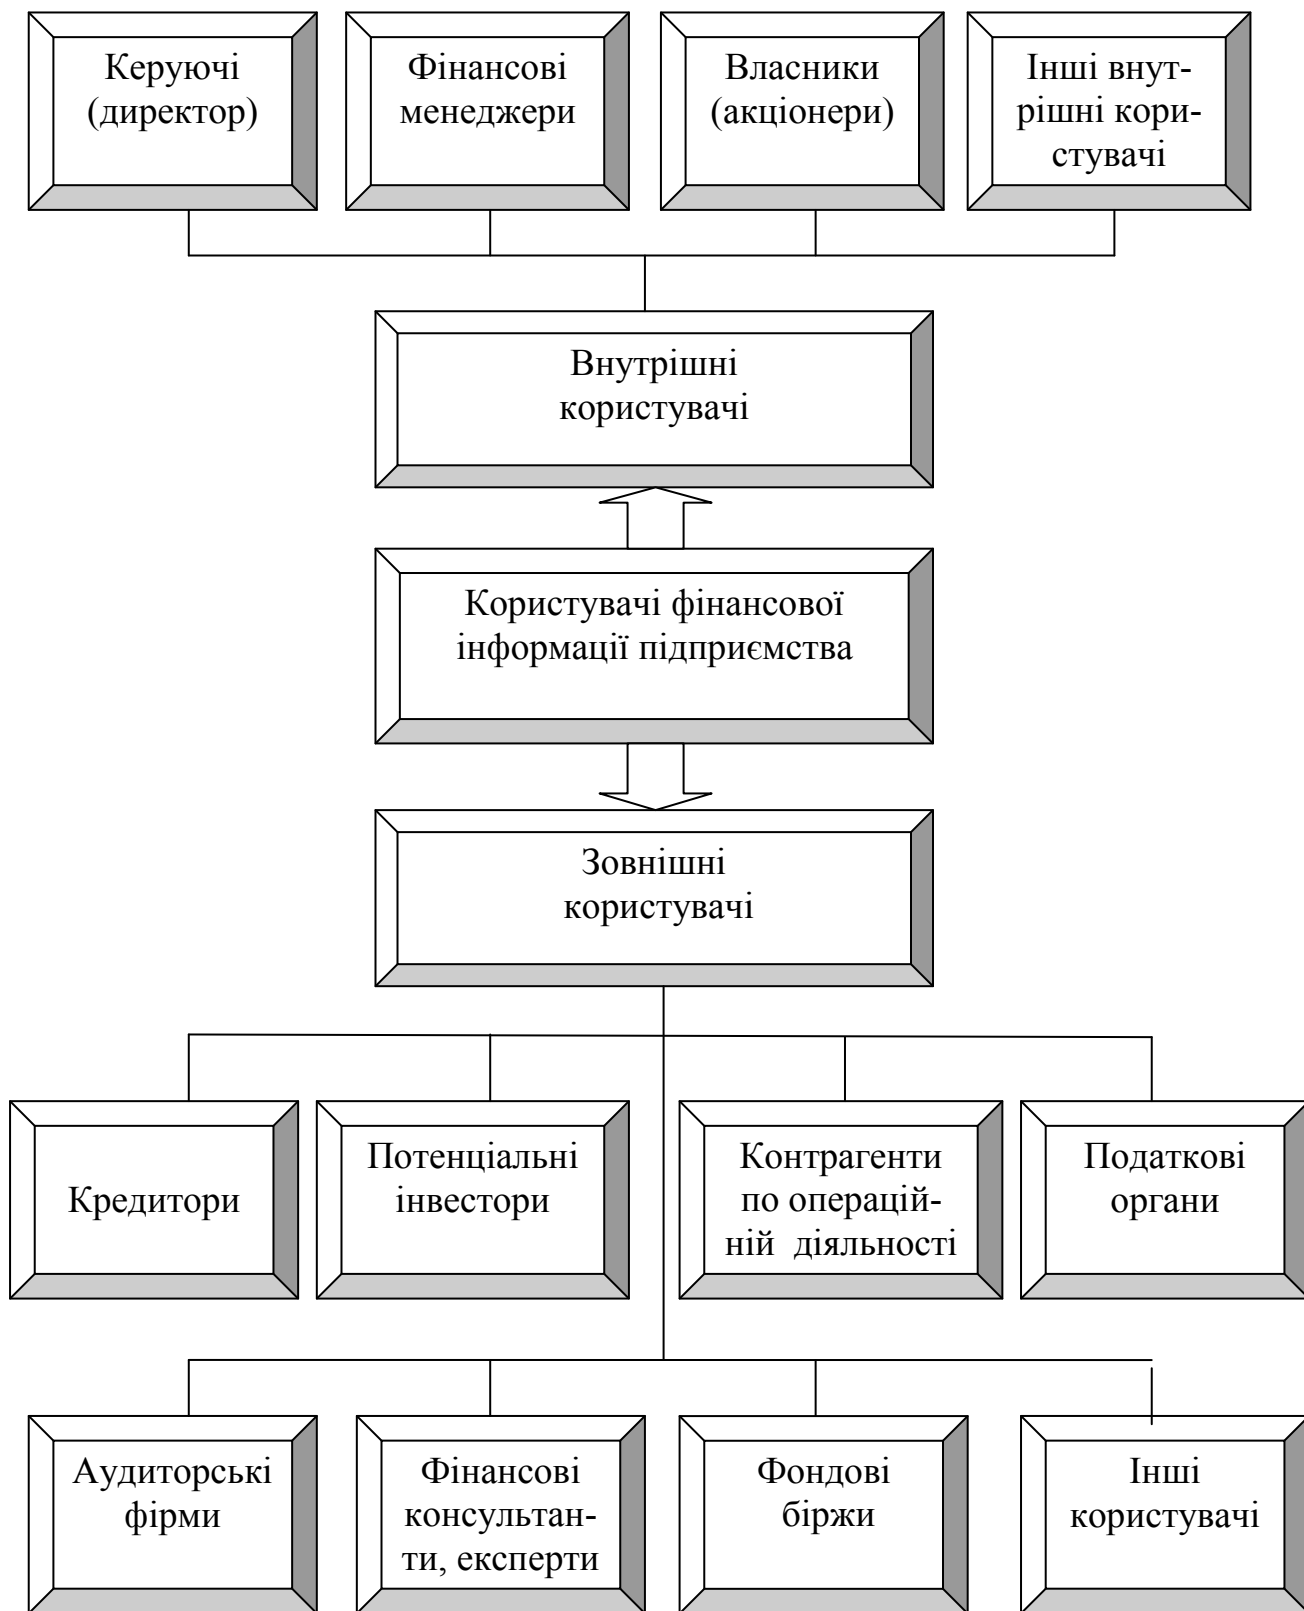 Керуючі
(директор)
Фінансові
менеджери
Власники
(акціонери)
Інші внут-
рішні кори-
стувачі
Внутрішні
користувачі
Користувачі фінансової
інформації підприємства
Зовнішні
користувачі
Кредитори
Потенціальні
інвестори
Контрагенти
по операцій-
ній діяльності
Податкові
органи
Аудиторські
фірми
Фінансові
консультан-
ти, експерти
Фондові
біржи
Інші
користувачі